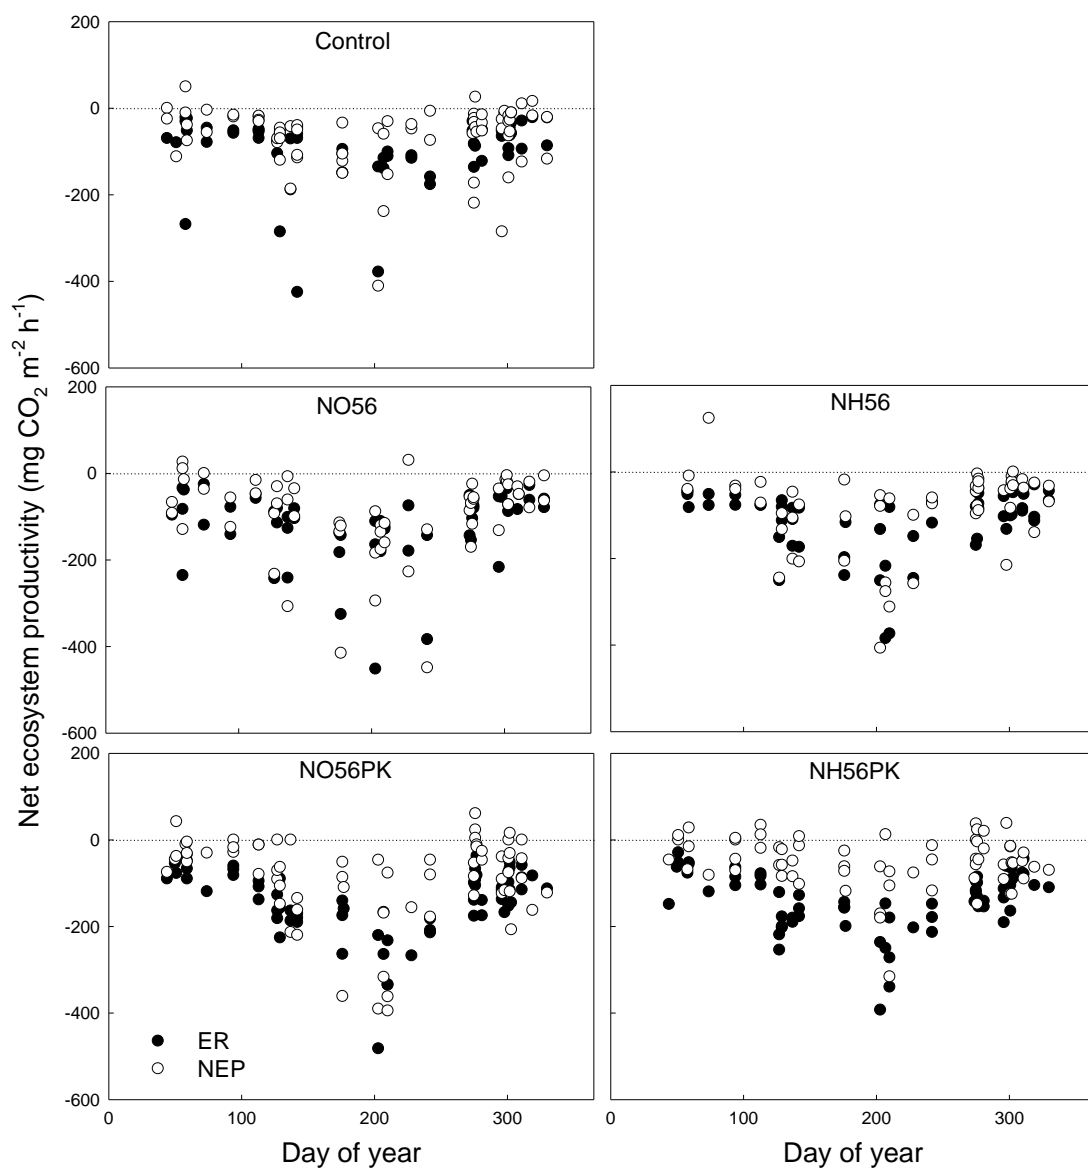 Net ecosystem productivity (mg CO2 m-2 h-1)
Control
200
0
-200
-400
-600
NO56
200
0
-200
-400
-600
NH56
NO56PK
200
0
-200
-400
-600
ER
NEP
0 100 200 300
Day of year
NH56PK
0 100 200 300
Day of year